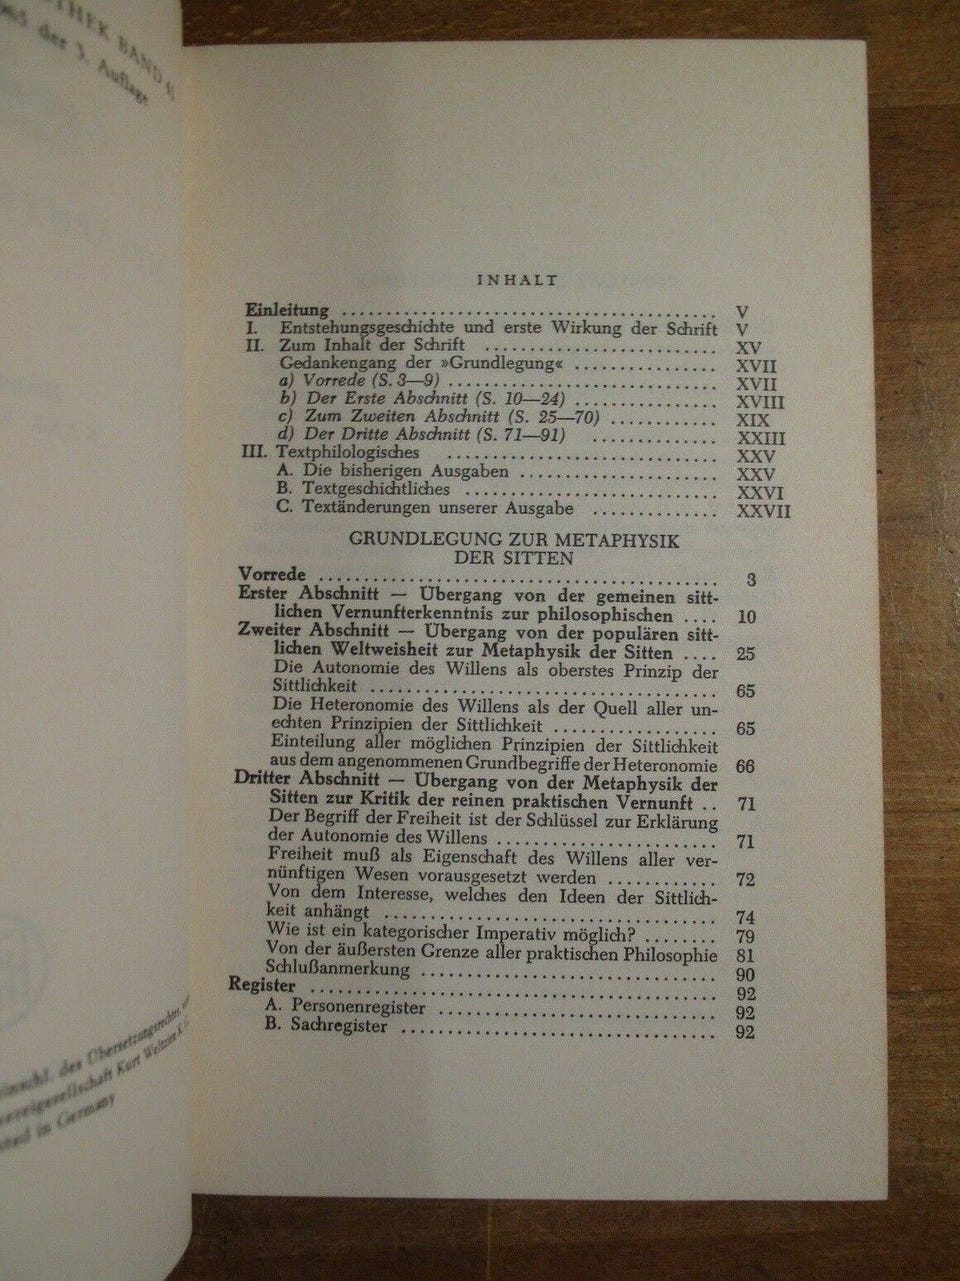 BAND
der 3. Auflage
INHALT
Einleitung ........................................ V
I. Entstehungsgeschichte und erste Wirkung der Schrift V
II. Zum Inhalt der Schrift .......................... XV
Gedankengang der »Grundlegung« ................ XVII
a) Vorrede (S. 3—9) .............................. XVII
b) Der Erste Abschnitt (S. 10—24) ................ XVIII
c) Zum Zweiten Abschnitt (S. 25—70) ............ XIX
d) Der Dritte Abschnitt (S. 71—91) .............. XXIII
III. Textphilologisches .............................. XXV
A. Die bisherigen Ausgaben ...................... XXV
B. Textgeschichtliches ............................ XXVI
C. Textänderungen unserer Ausgabe .............. XXVII
GRUNDLEGUNG ZUR METAPHYSIK
DER SITTEN
Vorrede ............................................ 3
Erster Abschnitt — Übergang von der gemeinen sitt-
lichen Vernunfterkenntnis zur philosophischen .... 10
Zweiter Abschnitt — Übergang von der populären sitt-
lichen Weltweisheit zur Metaphysik der Sitten .... 25
Die Autonomie des Willens als oberstes Prinzip der
Sittlichkeit ...................................... 65
Die Heteronomie des Willens als der Quell aller un-
echten Prinzipien der Sittlichkeit .................. 65
Einteilung aller möglichen Prinzipien der Sittlichkeit
aus dem angenommenen Grundbegriffe der Heteronomie 66
Dritter Abschnitt — Übergang von der Metaphysik der
Sitten zur Kritik der reinen praktischen Vernunft .. 71
Der Begriff der Freiheit ist der Schlüssel zur Erklärung
der Autonomie des Willens ........................ 71
Freiheit muß als Eigenschaft des Willens aller ver-
nünftigen Wesen vorausgesetzt werden ............ 72
Von dem Interesse, welches den Ideen der Sittlich-
keit anhängt .................................... 74
Wie ist ein kategorischer Imperativ möglich? ........ 79
Von der äußersten Grenze aller praktischen Philosophie 81
Schlußanmerkung ................................ 90
Register ............................................ 92
A. Personenregister .............................. 92
B. Sachregister .................................. 92
des Übersetzungsrechtes
Kurt Weltzin
in Germany